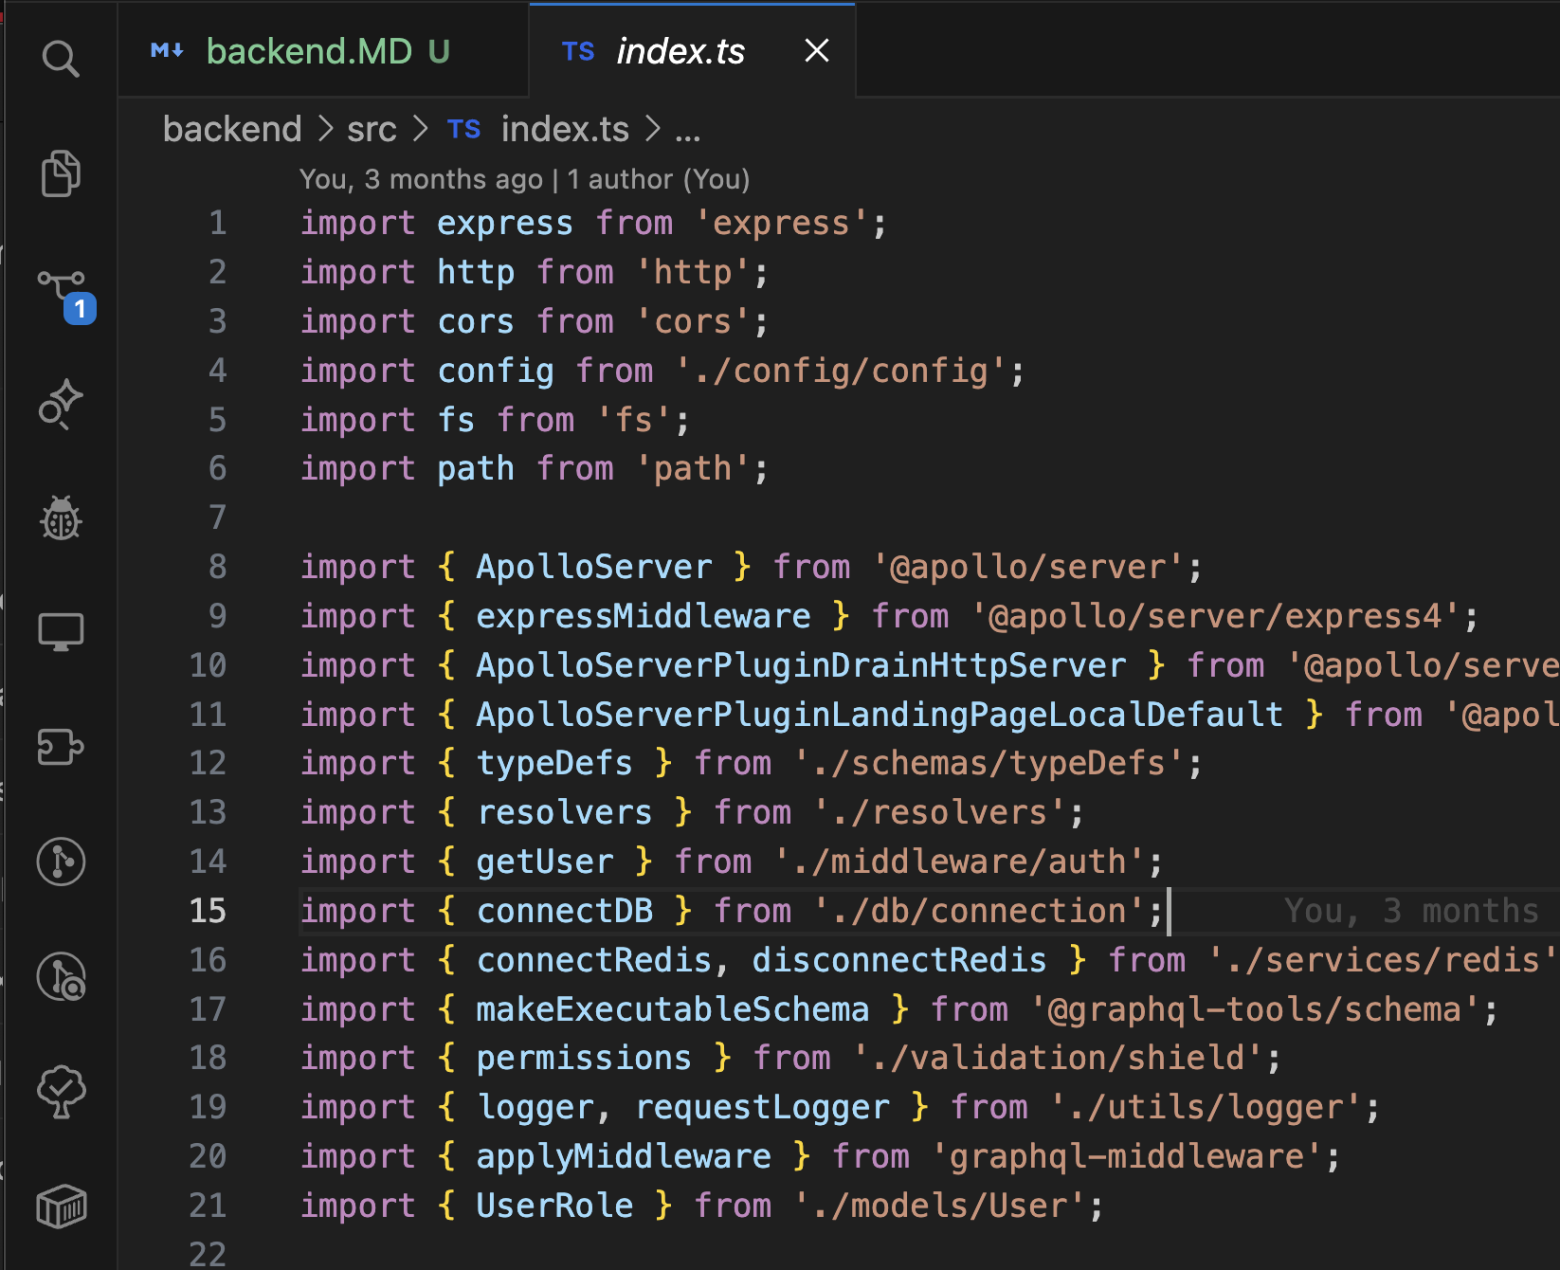 M↓ backend.MD U
TS index.ts
backend > src > TS index.ts > ...
You, 3 months ago | 1 author (You)
1 import express from 'express';
2 import http from 'http';
3 import cors from 'cors';
4 import config from './config/config';
5 import fs from 'fs';
6 import path from 'path';
7
8 import { ApolloServer } from '@apollo/server';
9 import { expressMiddleware } from '@apollo/server/express4';
10 import { ApolloServerPluginDrainHttpServer } from '@apollo/serve
11 import { ApolloServerPluginLandingPageLocalDefault } from '@apol
12 import { typeDefs } from './schemas/typeDefs';
13 import { resolvers } from './resolvers';
14 import { getUser } from './middleware/auth';
15 import { connectDB } from './db/connection'; You, 3 months
16 import { connectRedis, disconnectRedis } from './services/redis'
17 import { makeExecutableSchema } from '@graphql-tools/schema';
18 import { permissions } from './validation/shield';
19 import { logger, requestLogger } from './utils/logger';
20 import { applyMiddleware } from 'graphql-middleware';
21 import { UserRole } from './models/User';
22
1